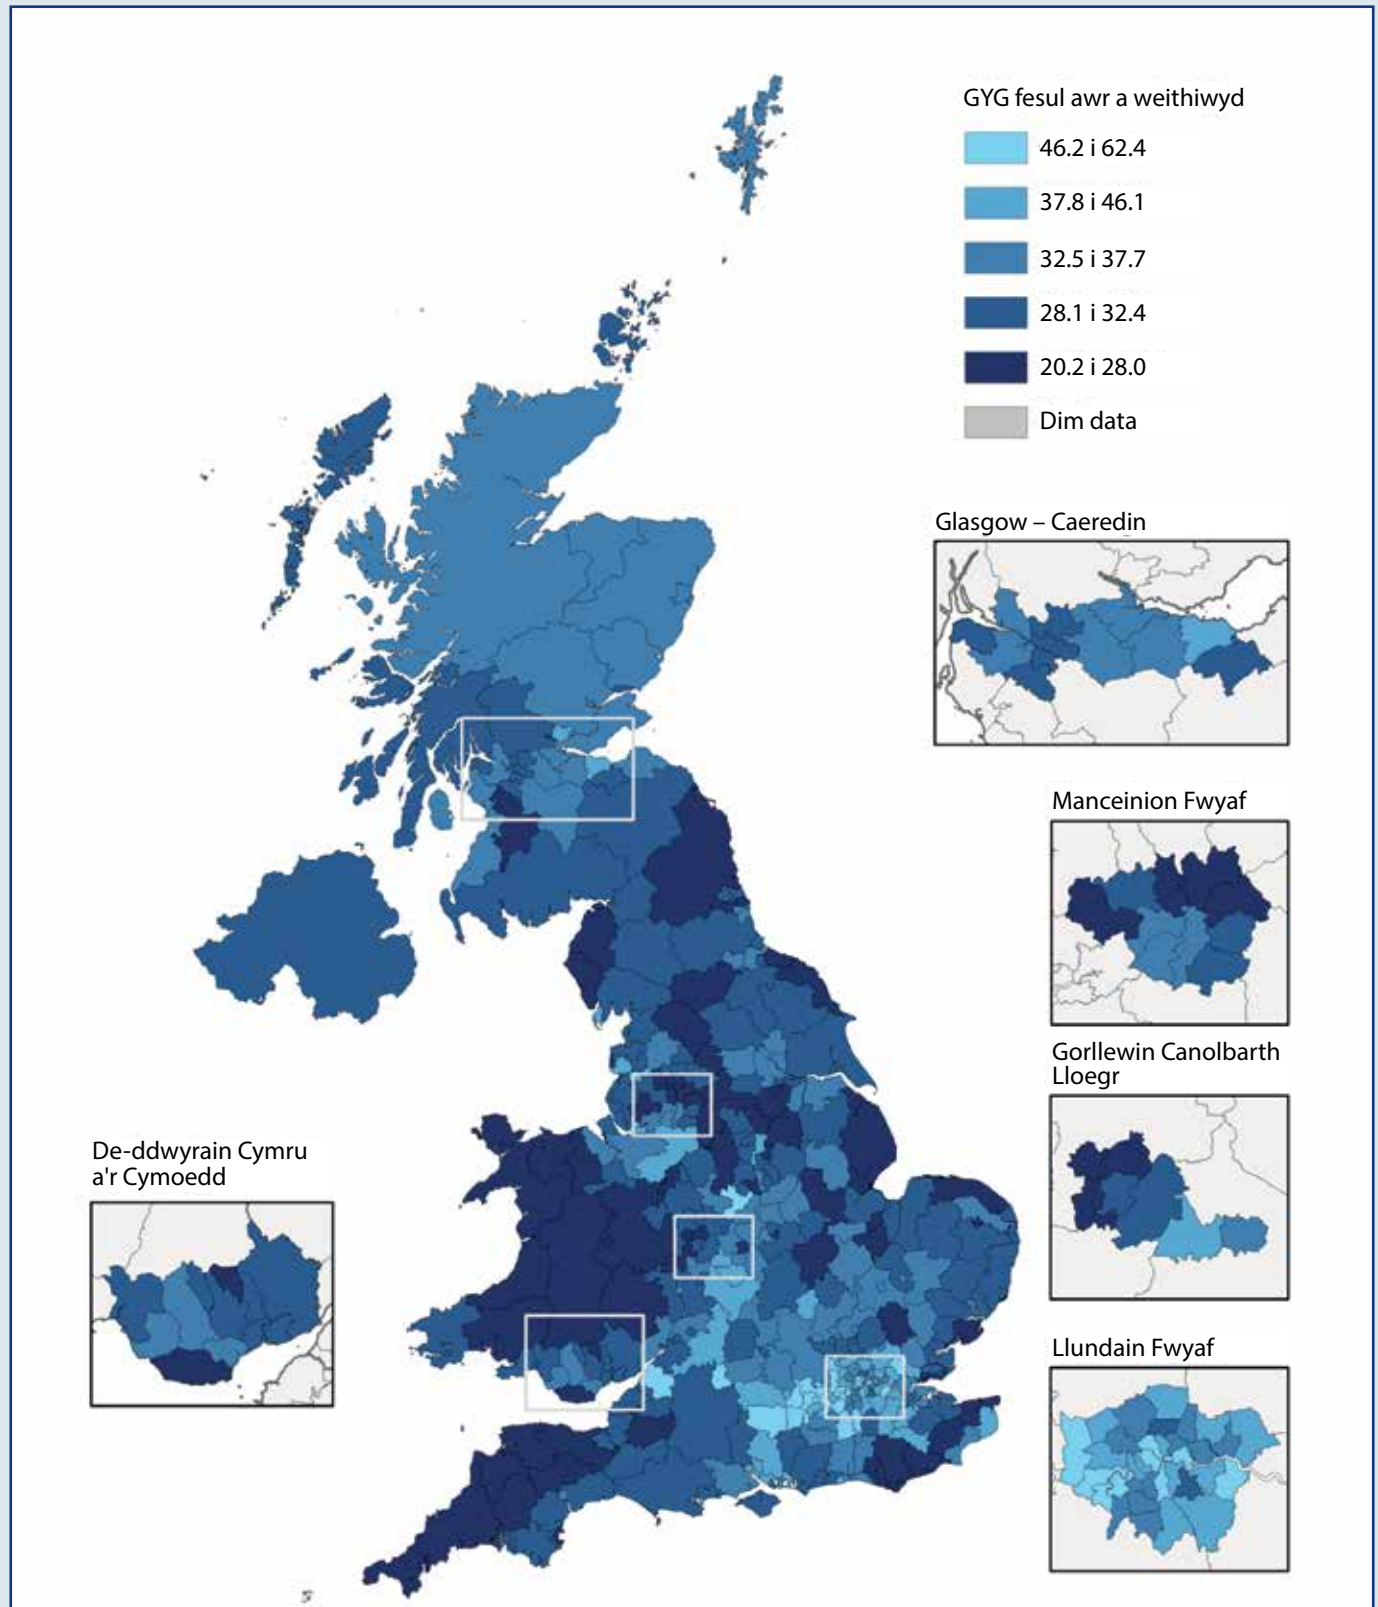 GYG fesul awr a weithiwyd
46.2 i 62.4
37.8 i 46.1
32.5 i 37.7
28.1 i 32.4
20.2 i 28.0
Dim data
Glasgow – Caeredin
Manceinion Fwyaf
Gorllewin Canolbarth
Lloegr
De-ddwyrain Cymru
a'r Cymoedd
Llundain Fwyaf